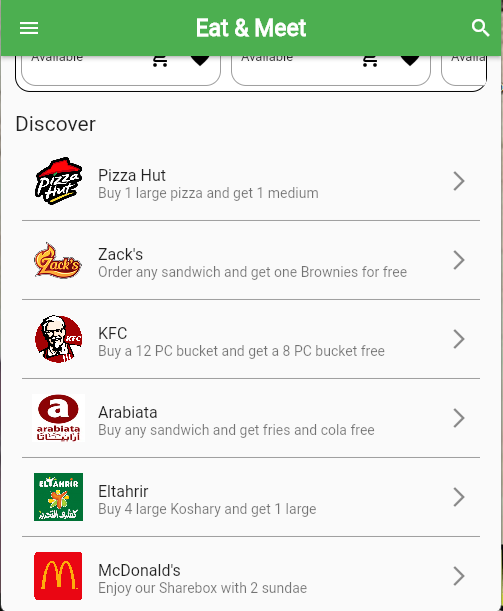 Eat & Meet
Available
Available
Availa
Discover
Pizza Hut
Pizza Hut
Buy 1 large pizza and get 1 medium
Zack's
Zack's
Order any sandwich and get one Brownies for free
KFC
KFC
Buy a 12 PC bucket and get a 8 PC bucket free
a
arabiata
Arabiata
Buy any sandwich and get fries and cola free
ELTAHRIR
Eltahrir
Buy 4 large Koshary and get 1 large
McDonald's
Enjoy our Sharebox with 2 sundae